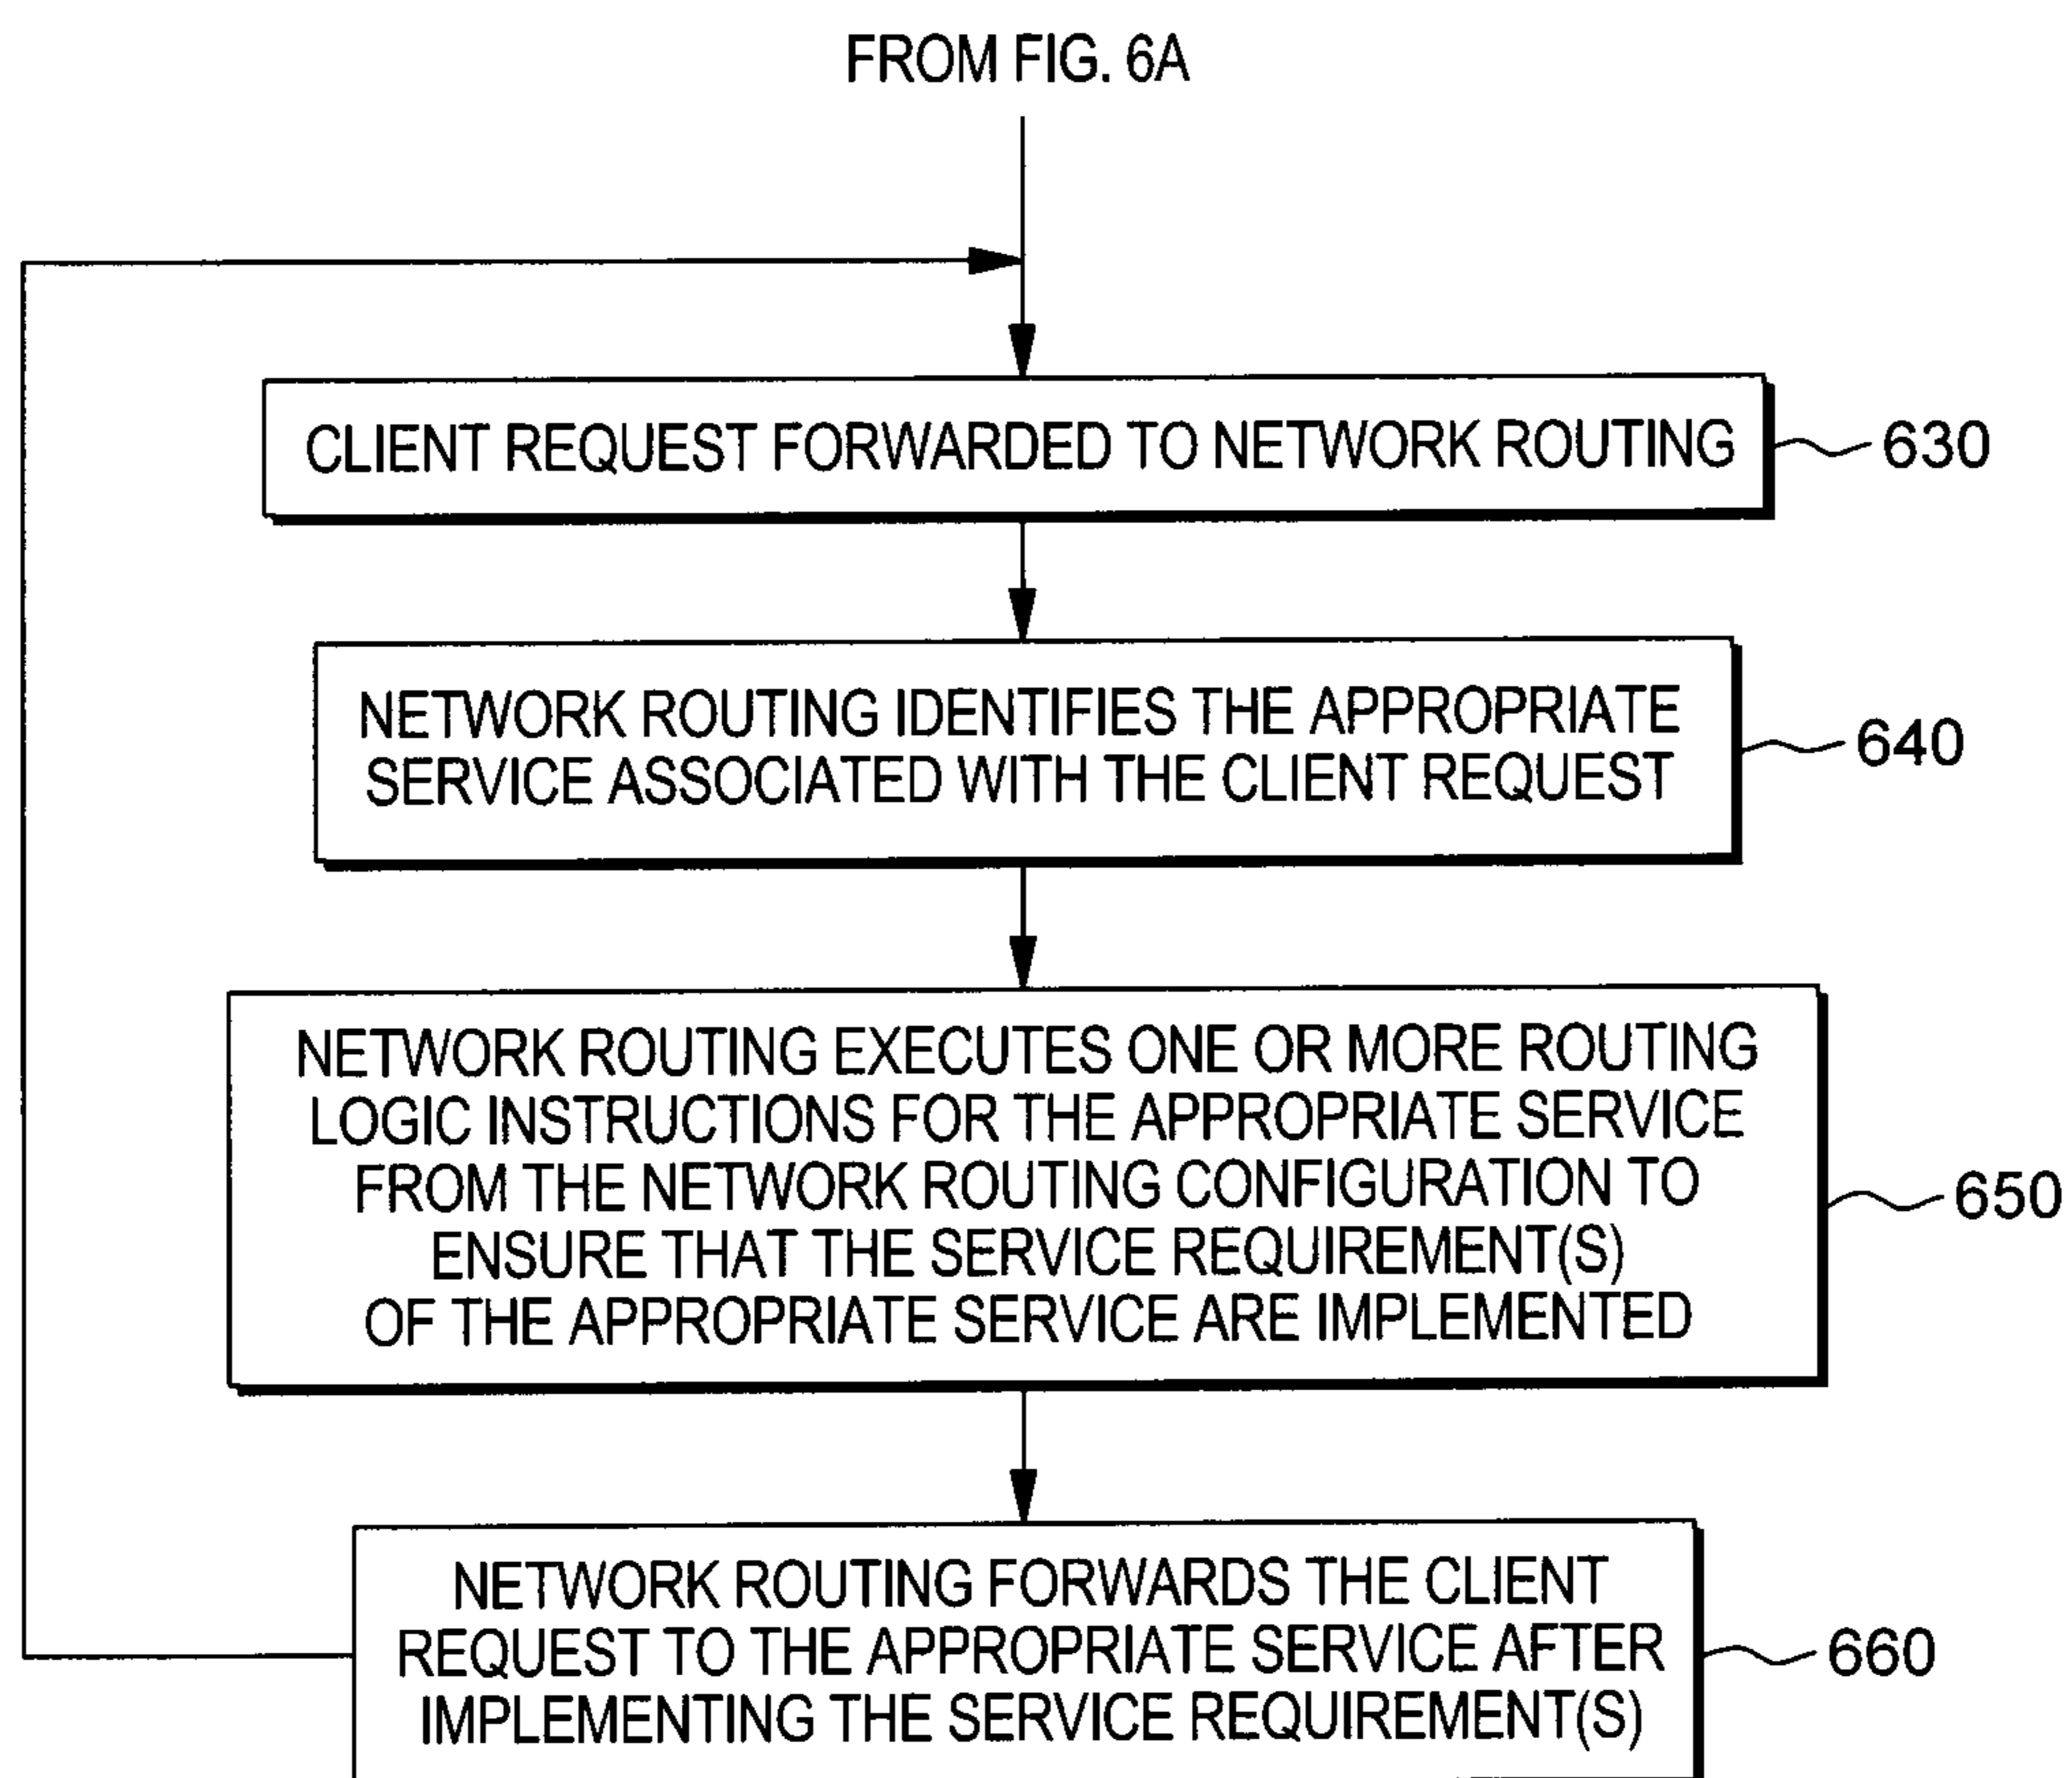 FROM FIG. 6A
CLIENT REQUEST FORWARDED TO NETWORK ROUTING
630
NETWORK ROUTING IDENTIFIES THE APPROPRIATE
SERVICE ASSOCIATED WITH THE CLIENT REQUEST
640
NETWORK ROUTING EXECUTES ONE OR MORE ROUTING
LOGIC INSTRUCTIONS FOR THE APPROPRIATE SERVICE
FROM THE NETWORK ROUTING CONFIGURATION TO
ENSURE THAT THE SERVICE REQUIREMENT(S)
OF THE APPROPRIATE SERVICE ARE IMPLEMENTED
650
NETWORK ROUTING FORWARDS THE CLIENT
REQUEST TO THE APPROPRIATE SERVICE AFTER
IMPLEMENTING THE SERVICE REQUIREMENT(S)
660